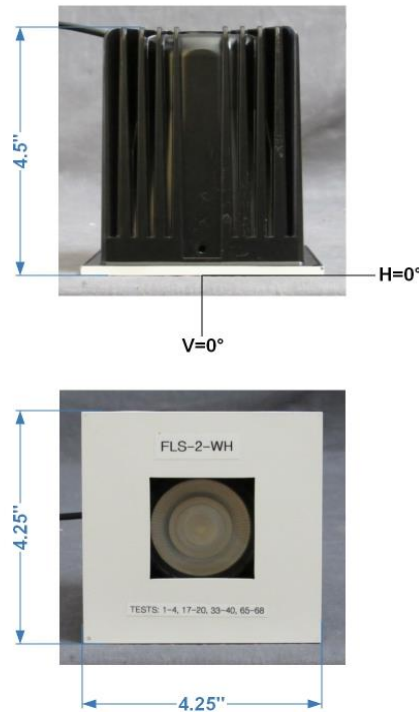 4.5"
H=0°
V=0°
FLS-2-WH
4.25"
TESTS: 1-4, 17-20, 33-40, 65-68
4.25"